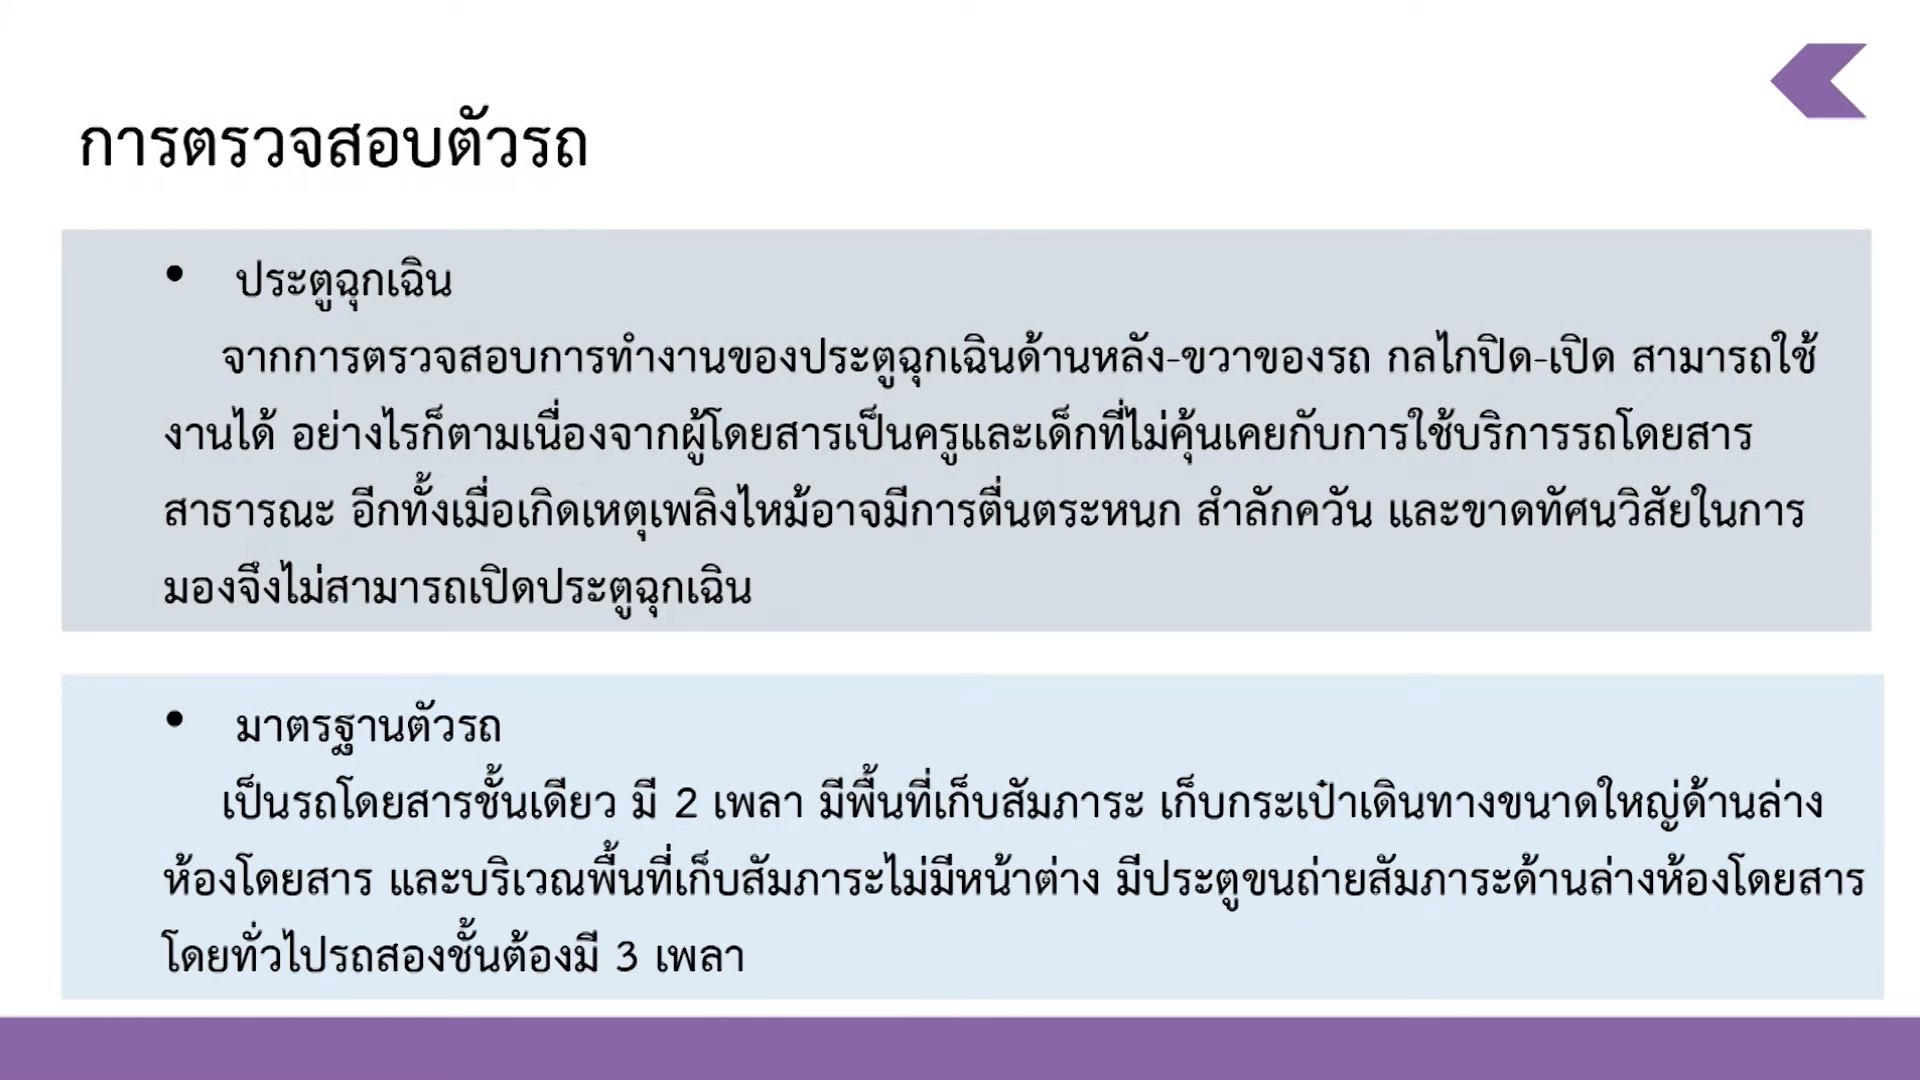 การตรวจสอบตัวรถ
• ประตูฉุกเฉิน
จากการตรวจสอบการทำงานของประตูฉุกเฉินด้านหลัง-ขวาของรถ กลไกปิด-เปิด สามารถใช้
งานได้ อย่างไรก็ตามเนื่องจากผู้โดยสารเป็นครูและเด็กที่ไม่คุ้นเคยกับการใช้บริการรถโดยสาร
สาธารณะ อีกทั้งเมื่อเกิดเหตุเพลิงไหม้อาจมีการตื่นตระหนก สำลักควัน และขาดทัศนวิสัยในการ
มองจึงไม่สามารถเปิดประตูฉุกเฉิน
• มาตรฐานตัวรถ
เป็นรถโดยสารชั้นเดียว มี 2 เพลา มีพื้นที่เก็บสัมภาระ เก็บกระเป๋าเดินทางขนาดใหญ่ด้านล่าง
ห้องโดยสาร และบริเวณพื้นที่เก็บสัมภาระไม่มีหน้าต่าง มีประตูขนถ่ายสัมภาระด้านล่างห้องโดยสาร
โดยทั่วไปรถสองชั้นต้องมี 3 เพลา